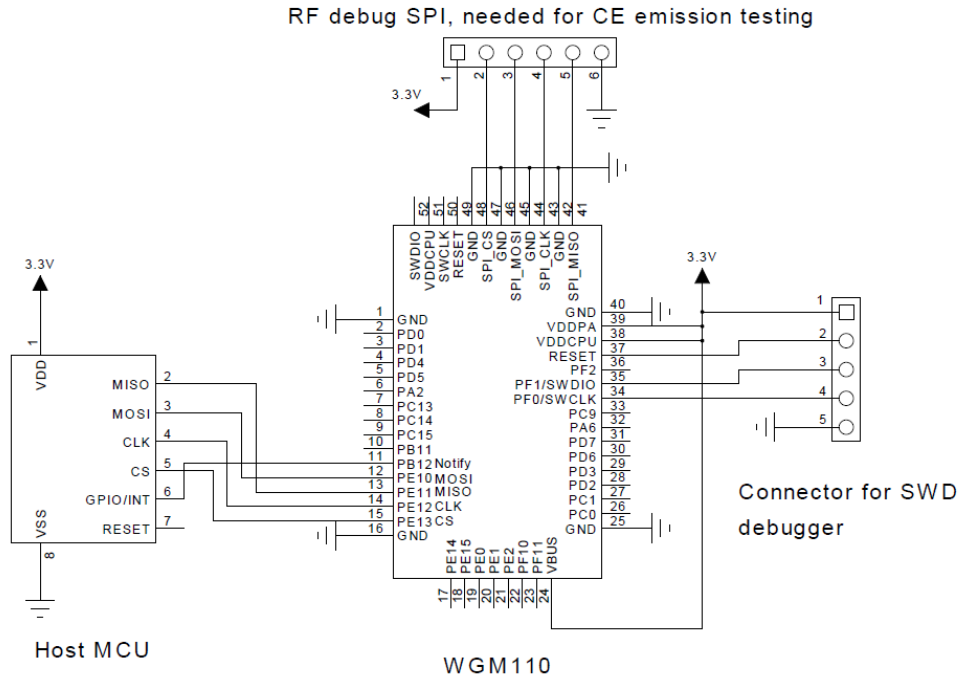 RF debug SPI, needed for CE emission testing
1 2 3 4 5 6
3.3V
52 51 50 49 48 47 46 45 44 43 42 41
SWDIO
VDDCPU
SWCLK
RESET
GND
SPI_CS
GND
SPI_MOSI
GND
SPI_CLK
GND
SPI_MISO
3.3V
1
VDD
MISO 2
MOSI 3
CLK 4
CS 5
GPIO/INT 6
RESET 7
VSS
8
Host MCU
1 GND
2 PD0
3 PD1
4 PD4
5 PD5
6 PA2
7 PC13
8 PC14
9 PC15
10 PB11
11 PB12 Notify
12 PE10 MOSI
13 PE11 MISO
14 PE12 CLK
15 PE13 CS
16 GND
GND 40
VDDPA 39
VDDCPU 38
RESET 37
PF2 36
PF1/SWDIO 35
PF0/SWCLK 34
PC9 33
PA6 32
PD7 31
PD6 30
PD3 29
PD2 28
PC1 27
PC0 26
GND 25
PE14
PE15
PE0
PE1
PE2
PF10
PF11
VBUS
17 18 19 20 21 22 23 24
WGM110
3.3V
1
2
3
4
5
Connector for SWD
debugger